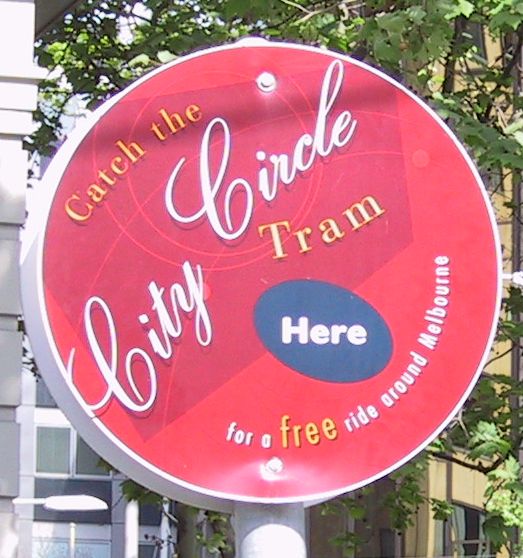 Catch the
City Circle
Tram
Here
for a free ride around Melbourne